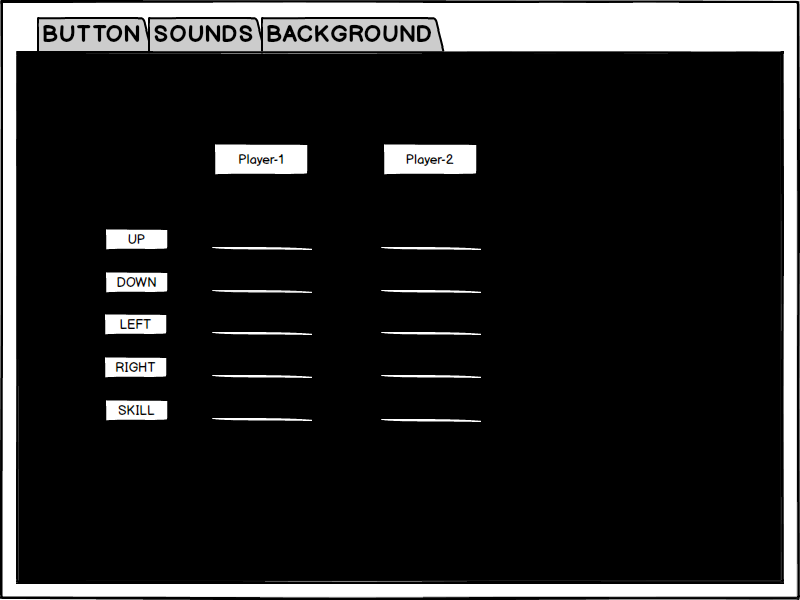 BUTTON SOUNDS BACKGROUND
Player-1 Player-2
UP
DOWN
LEFT
RIGHT
SKILL